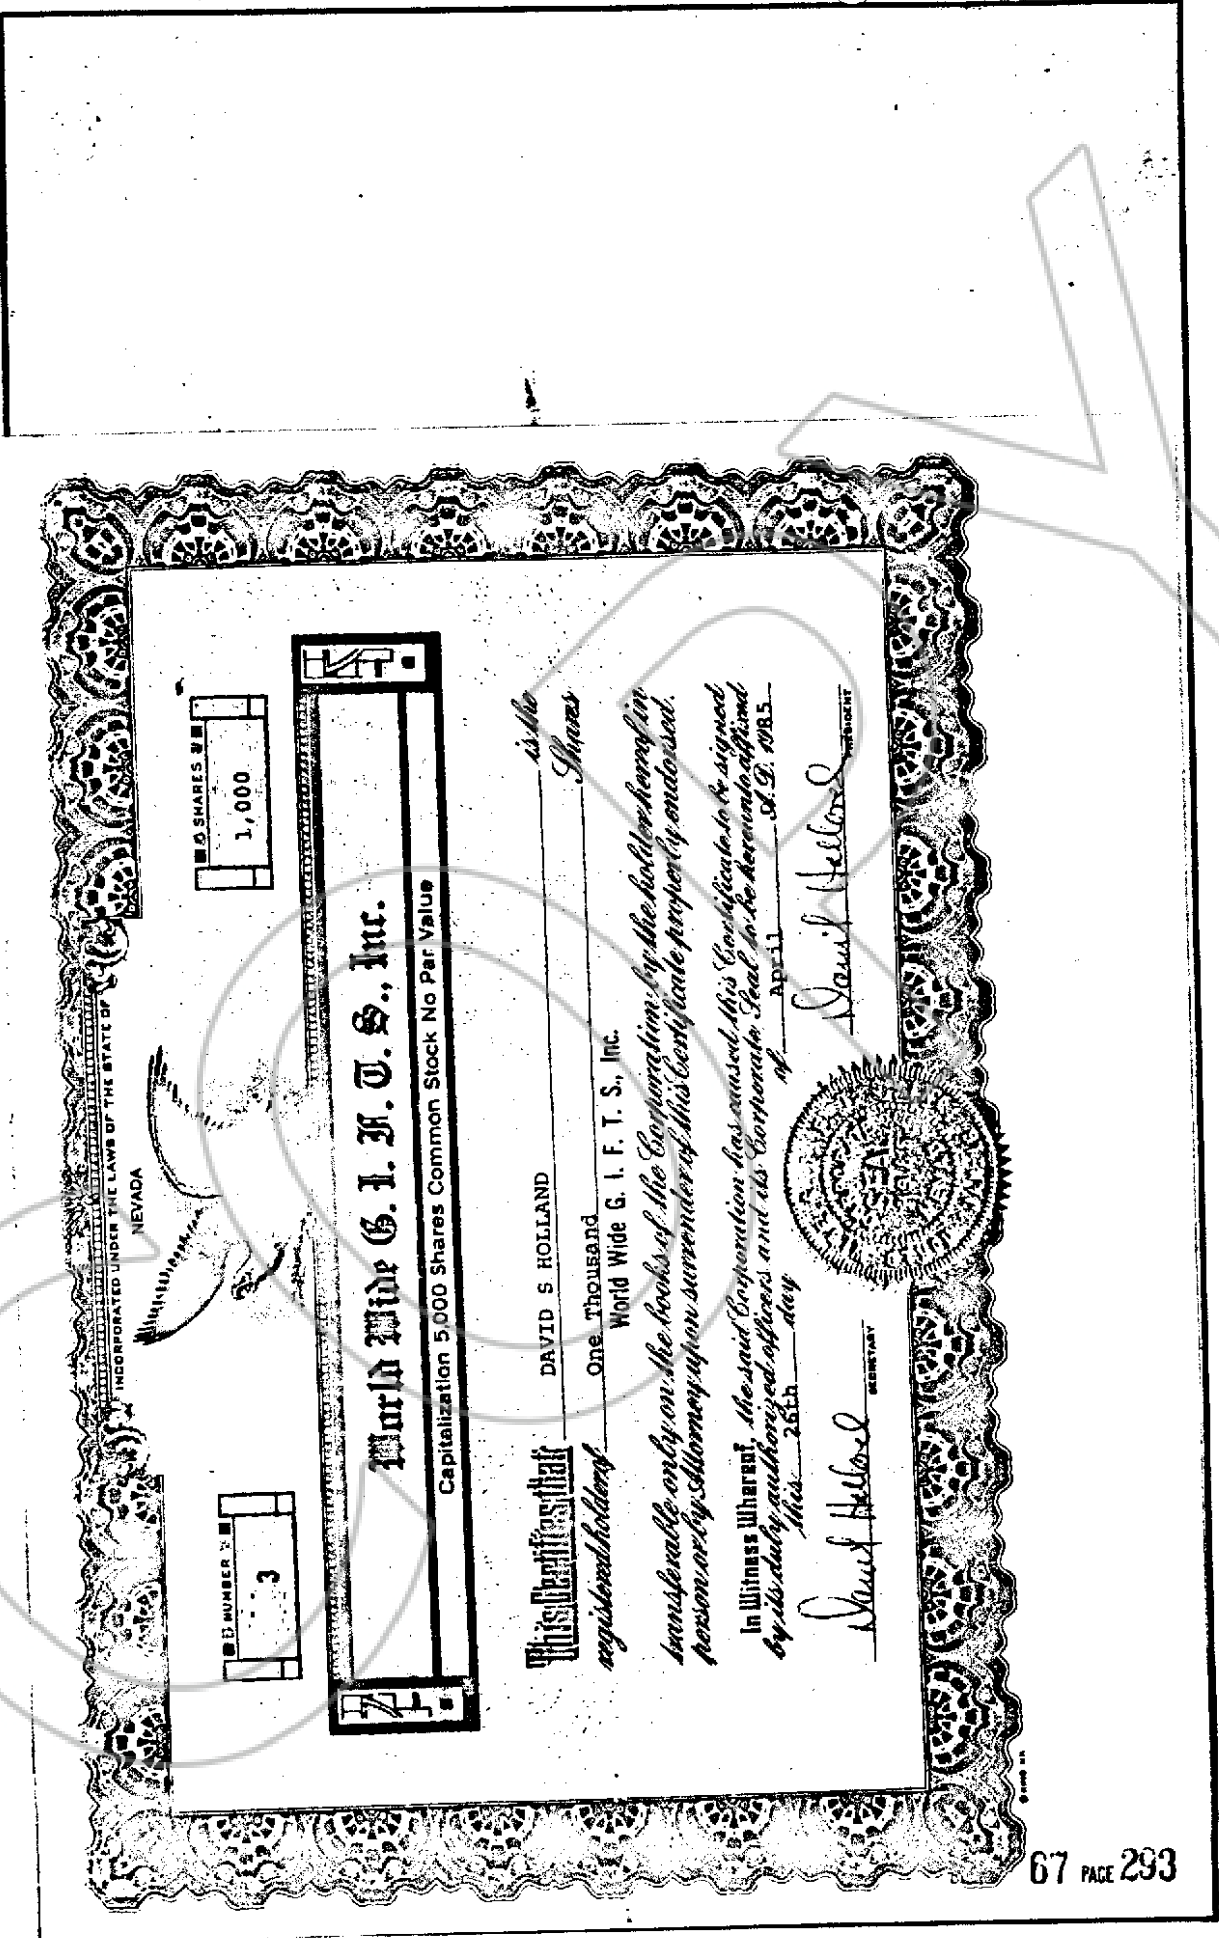 INCORPORATED UNDER THE LAWS OF THE STATE OF
NEVADA
NUMBER
3
SHARES
1,000
World Wide G. I. F. T. S., Inc.
Capitalization 5,000 Shares Common Stock No Par Value
This Certifies that DAVID S HOLLAND is the
registered holder of One Thousand Shares
World Wide G. I. F. T. S., Inc.
transferable only on the books of the Corporation by the holder hereof in
person or by Attorney upon surrender of this Certificate properly endorsed.
In Witness Whereof, the said Corporation has caused this Certificate to be signed
by its duly authorized officers and its Corporate Seal to be hereunto affixed
this 26th day of April A.D. 1985
SECRETARY
PRESIDENT
SEAL
67 PAGE 293
COPY